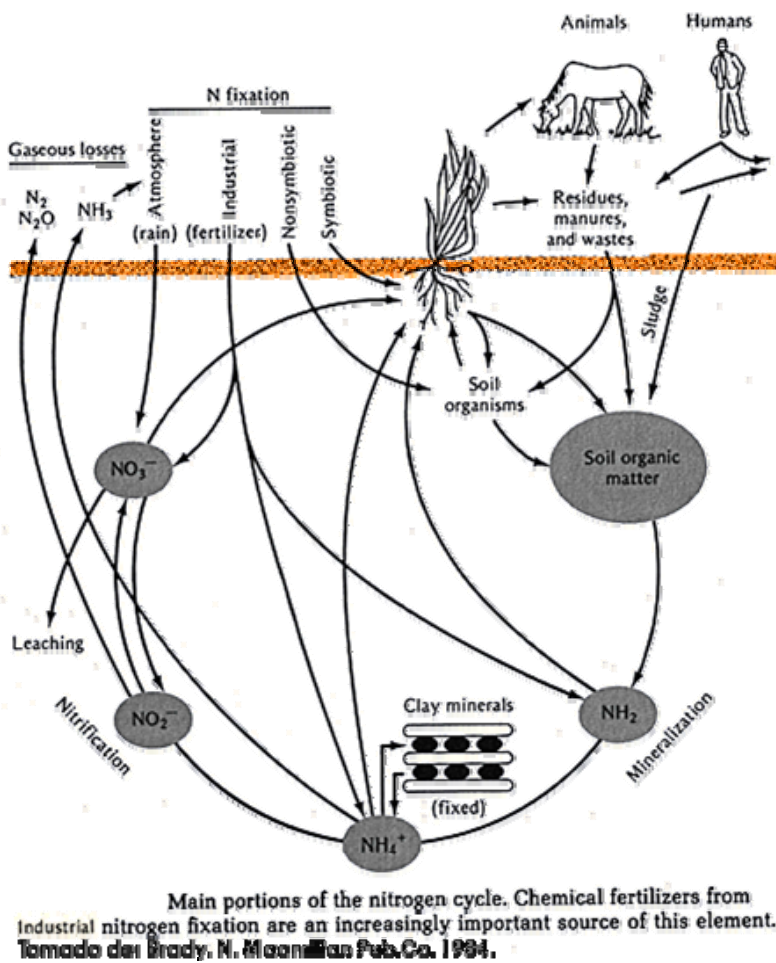 Animals
Humans
N fixation
Gaseous losses
Atmosphere
(rain)
Industrial
(fertilizer)
Nonsymbiotic
Symbiotic
N₂
N₂O
NH₃
Residues,
manures,
and wastes
Sludge
Soil
organisms
Soil organic
matter
NO₃⁻
Leaching
NO₂⁻
Nitrification
Clay minerals
(fixed)
NH₂
Mineralization
NH₄⁺
Main portions of the nitrogen cycle. Chemical fertilizers from
Industrial nitrogen fixation are an increasingly important source of this element.
Tomado de: Brady. N. Macmillan Pub.Co. 1984.